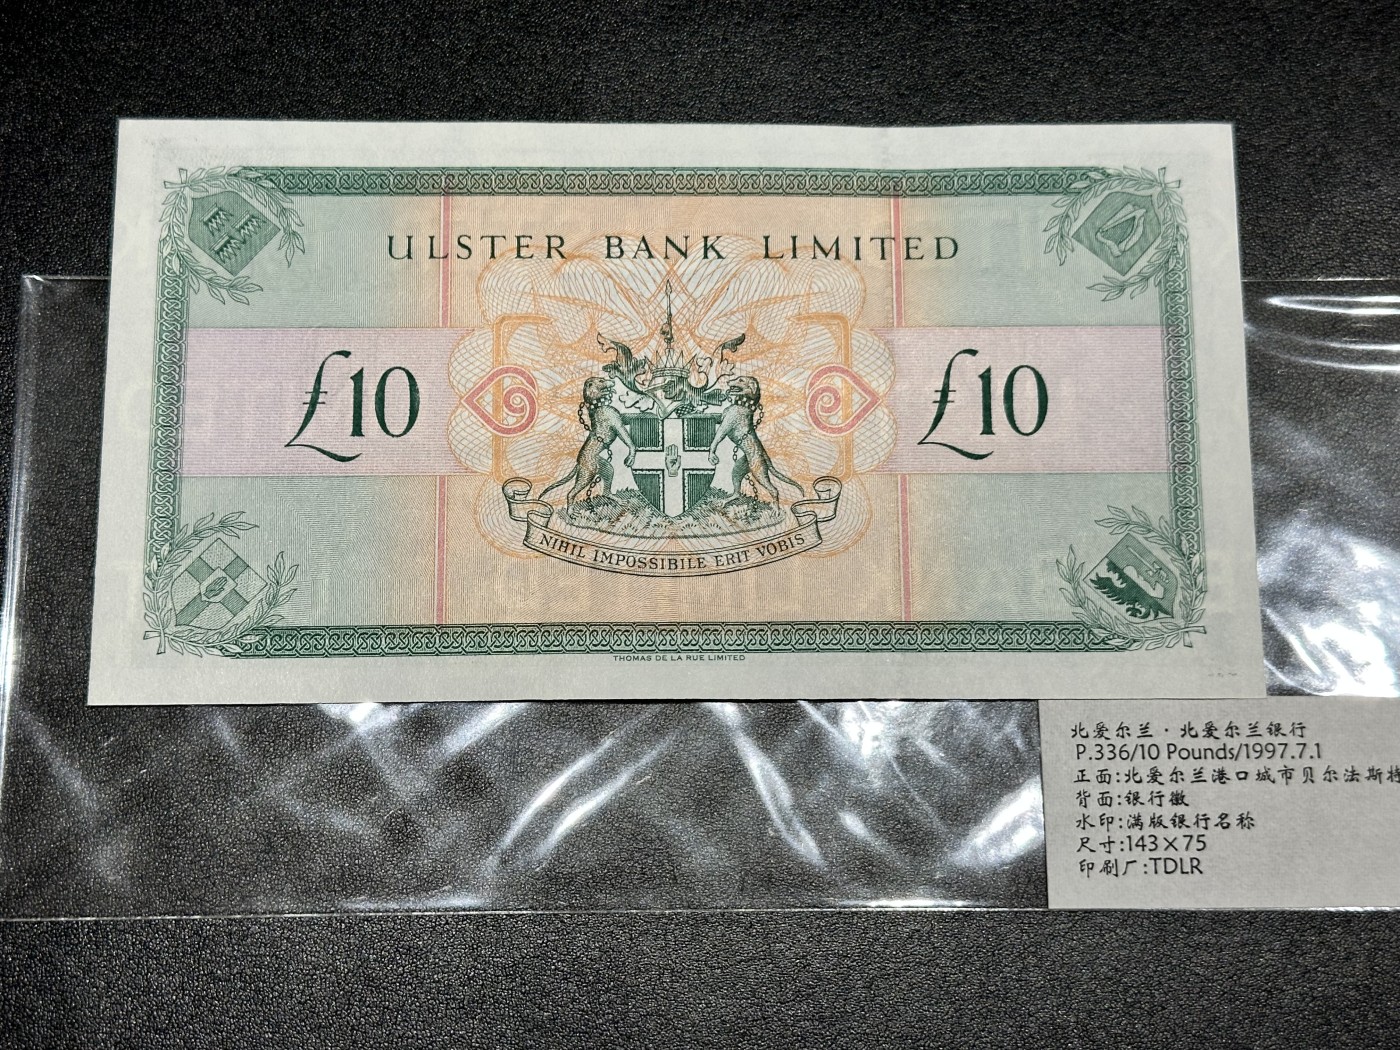 ULSTER BANK LIMITED
£10
£10
NIHIL IMPOSSIBILE ERIT VOBIS
THOMAS DE LA RUE LIMITED
北爱尔兰·北爱尔兰银行
P.336/10 Pounds/1997.7.1
正面:北爱尔兰港口城市贝尔法斯特
背面:银行徽
水印:满版银行名称
尺寸:143×75
印刷厂:TDLR